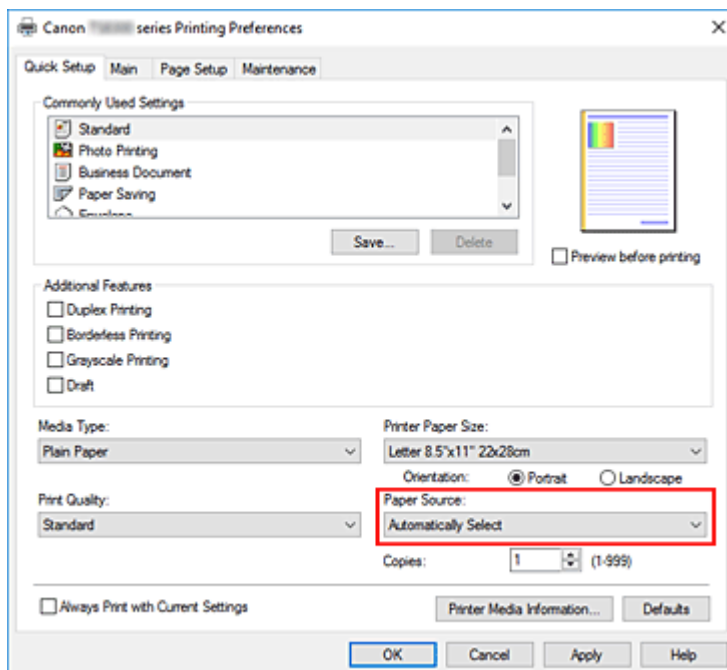 Canon series Printing Preferences
Quick Setup Main Page Setup Maintenance
Commonly Used Settings
Standard
Photo Printing
Business Document
Paper Saving
Envelope
Save... Delete
Preview before printing
Additional Features
Duplex Printing
Borderless Printing
Grayscale Printing
Draft
Media Type:
Plain Paper
Printer Paper Size:
Letter 8.5"x11" 22x28cm
Orientation: Portrait Landscape
Print Quality:
Standard
Paper Source:
Automatically Select
Copies: 1 (1-999)
Always Print with Current Settings
Printer Media Information... Defaults
OK Cancel Apply Help